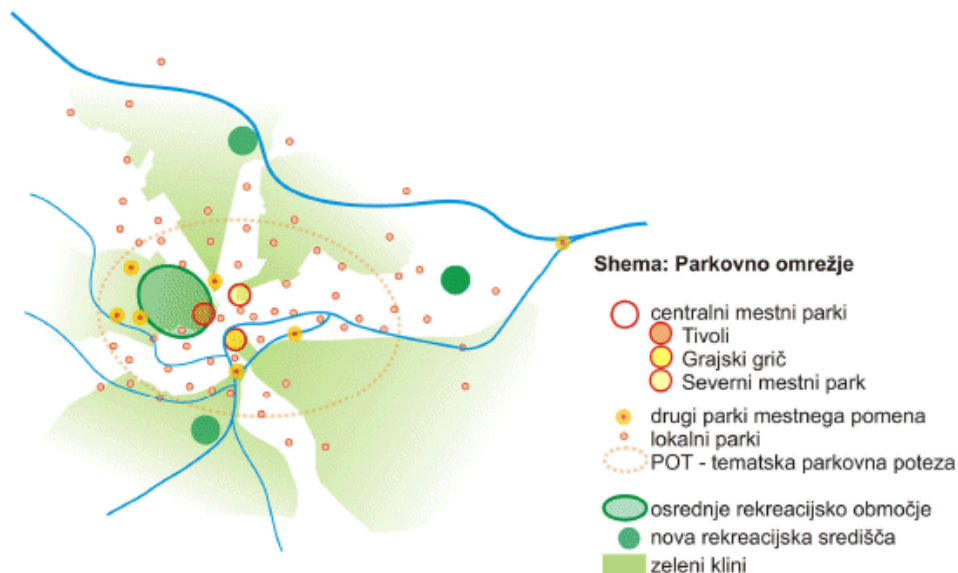 Shema: Parkovno omrežje
centralni mestni parki
Tivoli
Grajski grič
Severni mestni park
drugi parki mestnega pomena
lokalni parki
POT - tematska parkovna poteza
osrednje rekreacijsko območje
nova rekreacijska središča
zeleni klini